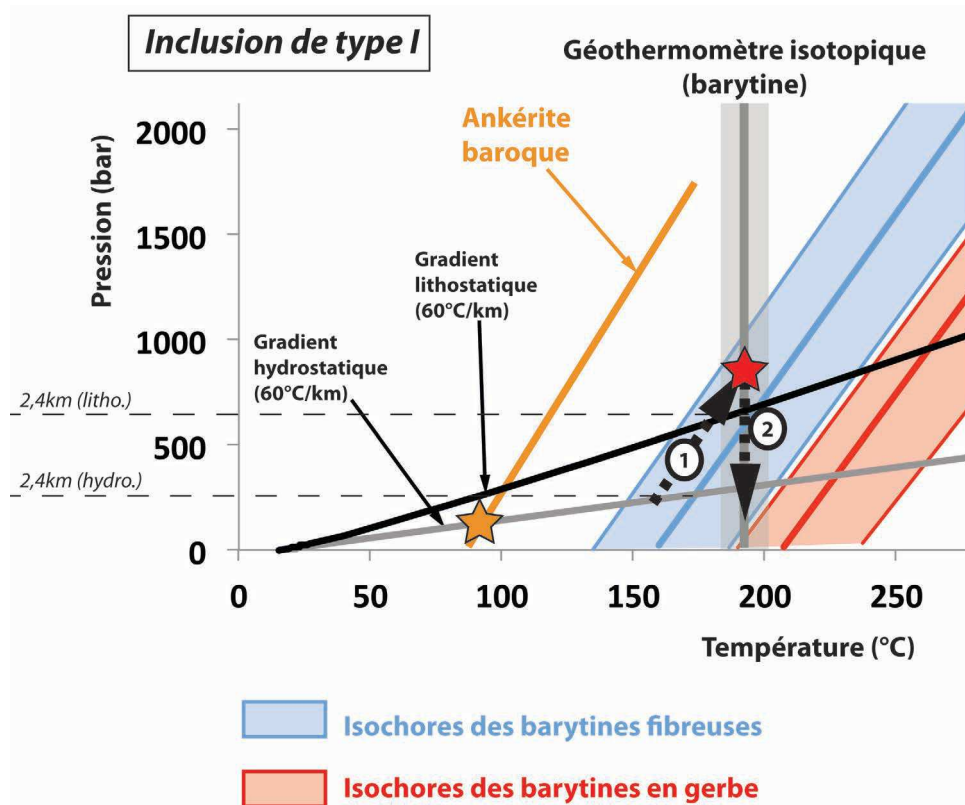 Inclusion de type I
Géothermomètre isotopique
(barytine)
Pression (bar)
2000
1500
1000
500
0
Ankérite
baroque
Gradient
lithostatique
(60°C/km)
Gradient
hydrostatique
(60°C/km)
2,4km (litho.)
2,4km (hydro.)
1
2
0
50
100
150
200
250
Température (°C)
Isochores des barytines fibreuses
Isochores des barytines en gerbe